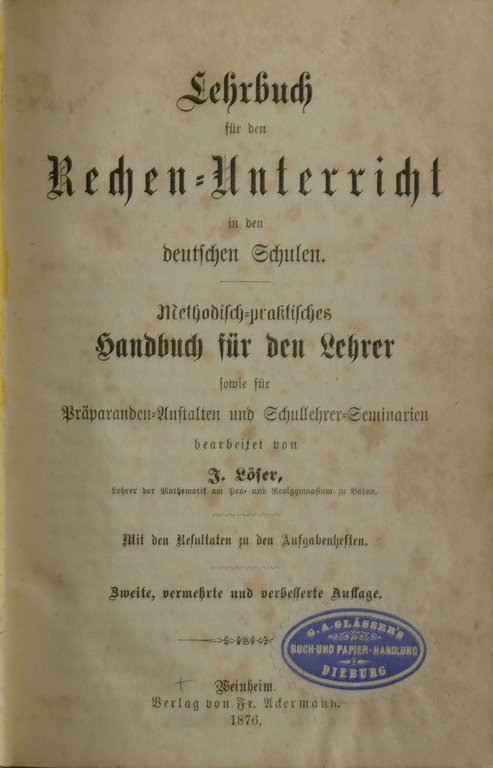 Lehrbuch
für den
Rechen-Unterricht
in den
deutschen Schulen.
Methodisch-praktisches
Handbuch für den Lehrer
sowie für
Präparanden-Anstalten und Schullehrer-Seminarien
bearbeitet von
J. Löser,
Lehrer der Mathematik am Pro- und Realgymnasium zu Baden.
Mit den Resultaten zu den Aufgabenheften.
Zweite, vermehrte und verbesserte Auflage.
G. A. GLÄSSER'S
BUCH-UND PAPIER-HANDLUNG
DIEBURG
Weinheim.
Verlag von Fr. Ackermann.
1876.